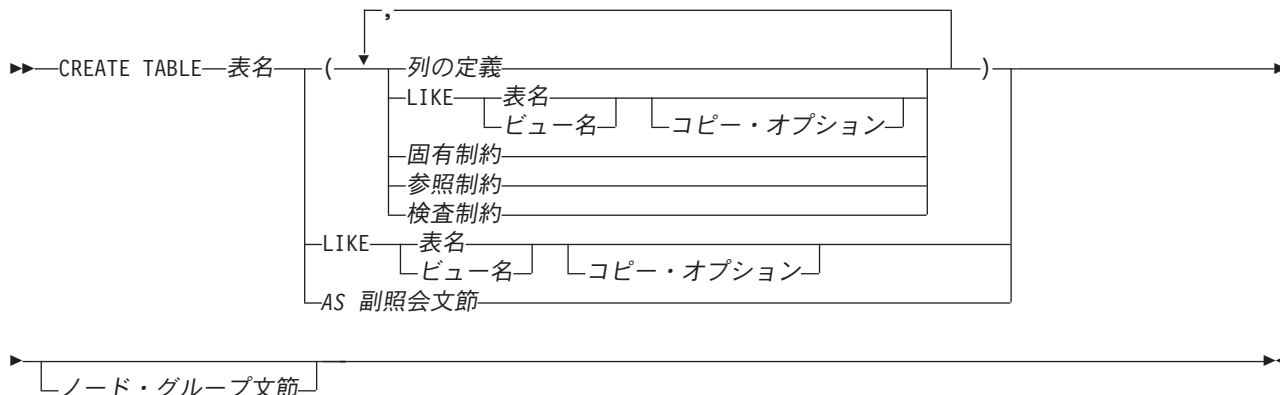 ,
CREATE TABLE 表名 ( 列の定義 )
LIKE 表名
ビュー名 コピー・オプション
固有制約
参照制約
検査制約
LIKE 表名
ビュー名 コピー・オプション
AS 副照会文節
ノード・グループ文節